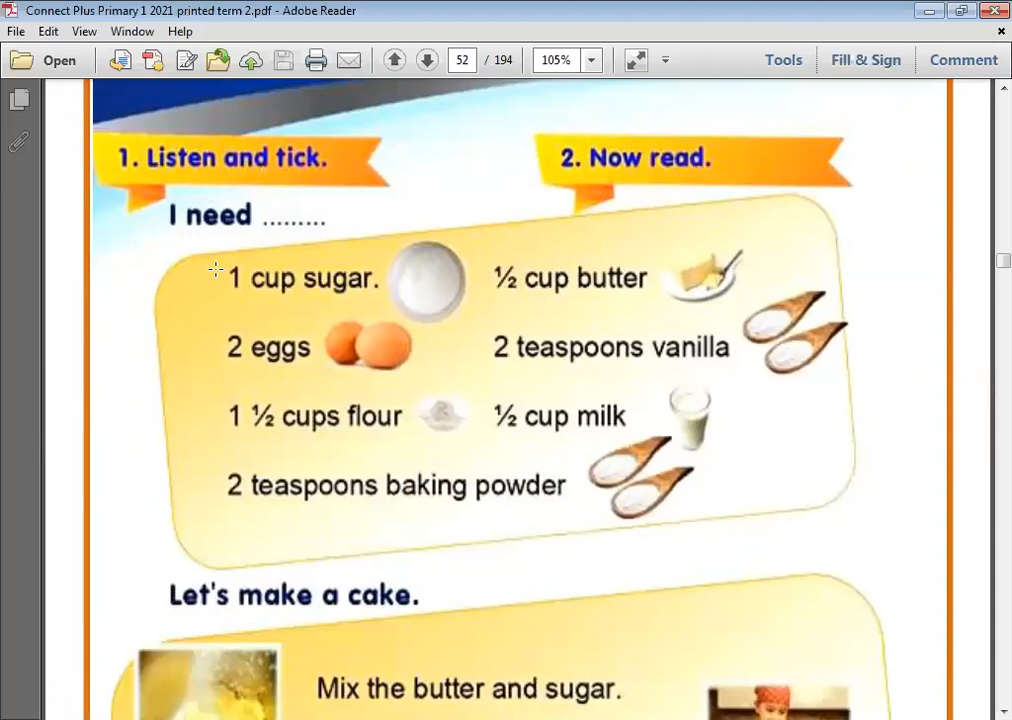 Connect Plus Primary 1 2021 printed term 2.pdf - Adobe Reader
File Edit View Window Help
Open 52 / 194 105% Tools Fill & Sign Comment
1. Listen and tick.
2. Now read.
I need .........
1 cup sugar.
½ cup butter
2 eggs
2 teaspoons vanilla
1 ½ cups flour
½ cup milk
2 teaspoons baking powder
Let's make a cake.
Mix the butter and sugar.